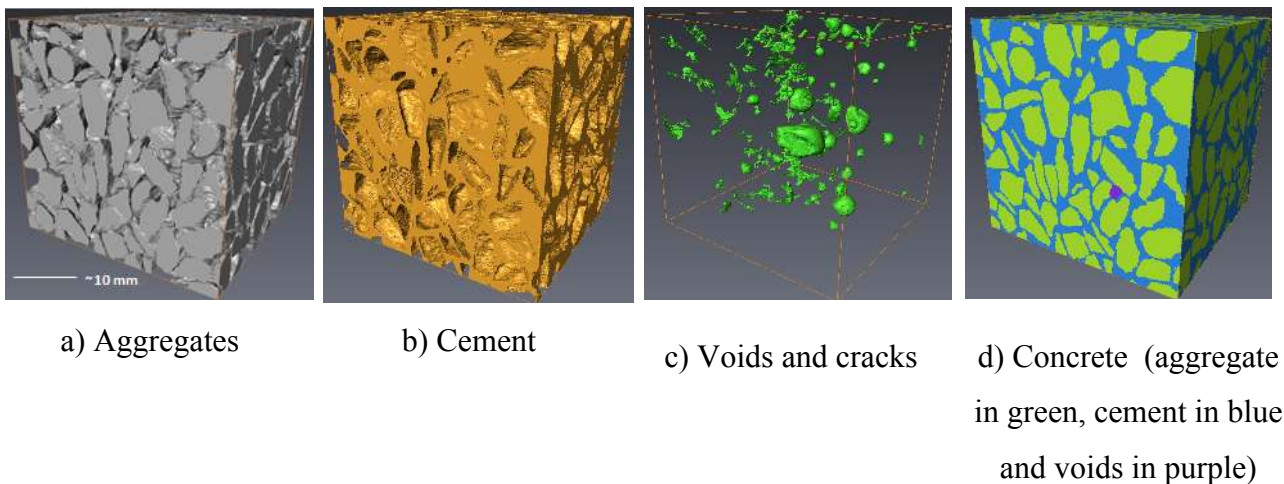 ~10 mm
a) Aggregates
b) Cement
c) Voids and cracks
d) Concrete (aggregate
in green, cement in blue
and voids in purple)